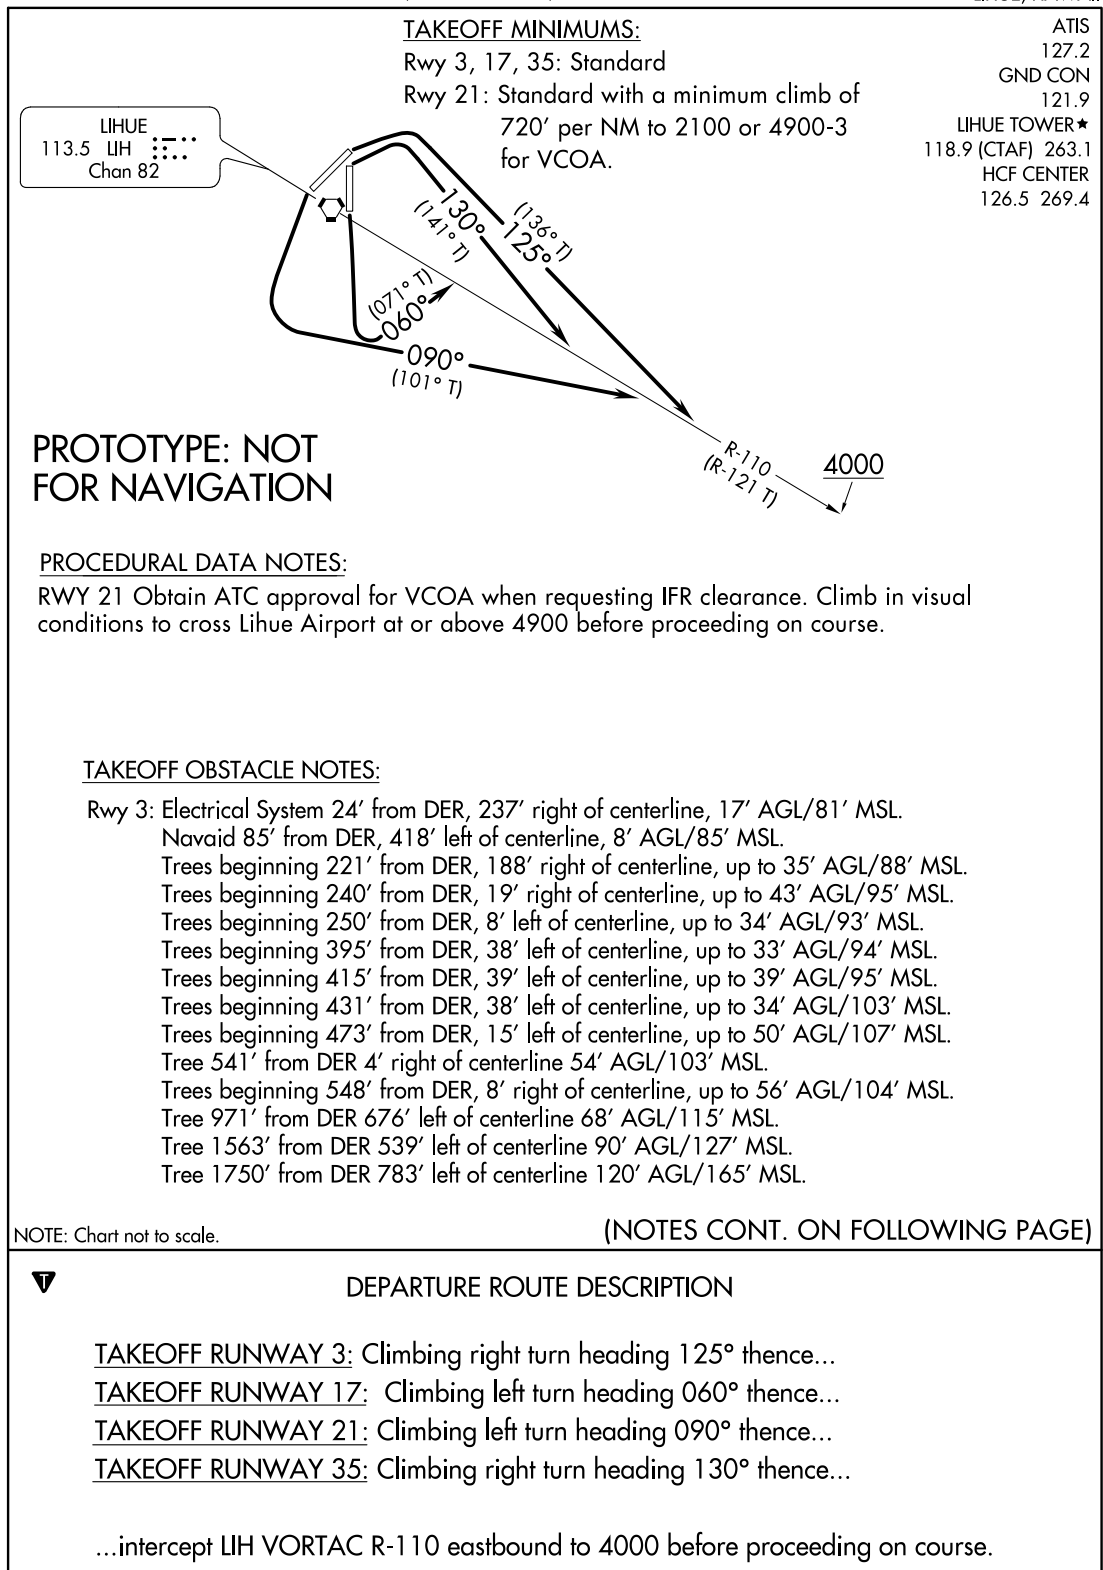 TAKEOFF MINIMUMS:
Rwy 3, 17, 35: Standard
Rwy 21: Standard with a minimum climb of
720' per NM to 2100 or 4900-3
for VCOA.
ATIS
127.2
GND CON
121.9
LIHUE TOWER★
118.9 (CTAF) 263.1
HCF CENTER
126.5 269.4
LIHUE
113.5 LIH
Chan 82
130°
(141° T)
(136° T)
125°
(071° T)
060°
090°
(101° T)
R-110
(R-121 T)
4000
PROTOTYPE: NOT
FOR NAVIGATION
PROCEDURAL DATA NOTES:
RWY 21 Obtain ATC approval for VCOA when requesting IFR clearance. Climb in visual
conditions to cross Lihue Airport at or above 4900 before proceeding on course.
TAKEOFF OBSTACLE NOTES:
Rwy 3: Electrical System 24' from DER, 237' right of centerline, 17' AGL/81' MSL.
Navaid 85' from DER, 418' left of centerline, 8' AGL/85' MSL.
Trees beginning 221' from DER, 188' right of centerline, up to 35' AGL/88' MSL.
Trees beginning 240' from DER, 19' right of centerline, up to 43' AGL/95' MSL.
Trees beginning 250' from DER, 8' left of centerline, up to 34' AGL/93' MSL.
Trees beginning 395' from DER, 38' left of centerline, up to 33' AGL/94' MSL.
Trees beginning 415' from DER, 39' left of centerline, up to 39' AGL/95' MSL.
Trees beginning 431' from DER, 38' left of centerline, up to 34' AGL/103' MSL.
Trees beginning 473' from DER, 15' left of centerline, up to 50' AGL/107' MSL.
Tree 541' from DER 4' right of centerline 54' AGL/103' MSL.
Trees beginning 548' from DER, 8' right of centerline, up to 56' AGL/104' MSL.
Tree 971' from DER 676' left of centerline 68' AGL/115' MSL.
Tree 1563' from DER 539' left of centerline 90' AGL/127' MSL.
Tree 1750' from DER 783' left of centerline 120' AGL/165' MSL.
NOTE: Chart not to scale.
(NOTES CONT. ON FOLLOWING PAGE)
T
DEPARTURE ROUTE DESCRIPTION
TAKEOFF RUNWAY 3: Climbing right turn heading 125° thence...
TAKEOFF RUNWAY 17: Climbing left turn heading 060° thence...
TAKEOFF RUNWAY 21: Climbing left turn heading 090° thence...
TAKEOFF RUNWAY 35: Climbing right turn heading 130° thence...
...intercept LIH VORTAC R-110 eastbound to 4000 before proceeding on course.